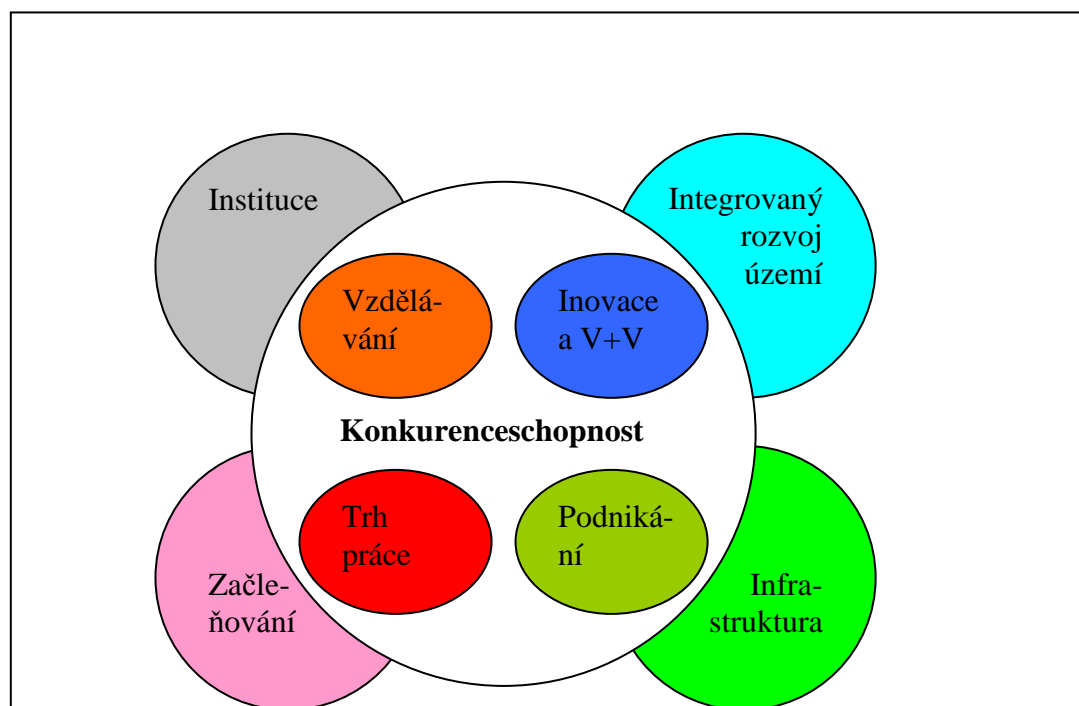 Instituce
Integrovaný
rozvoj
území
Vzdělá-
vání
Inovace
a V+V
Konkurenceschopnost
Trh
práce
Podniká-
ní
Začle-
ňování
Infra-
struktura